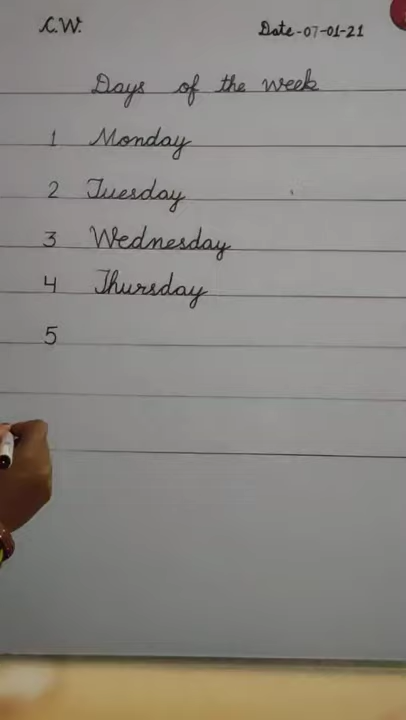 C.W. Date-07-01-21
Days of the week
1 Monday
2 Tuesday
3 Wednesday
4 Thursday
5